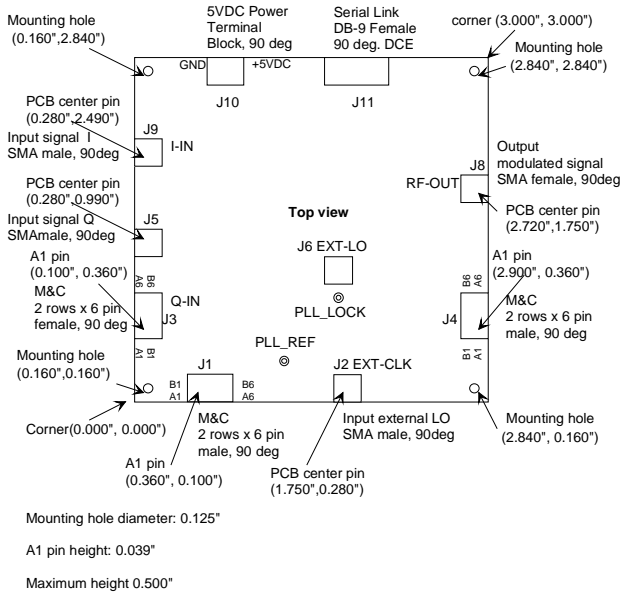 Mounting hole
(0.160",2.840")
5VDC Power
Terminal
Block, 90 deg
Serial Link
DB-9 Female
90 deg. DCE
corner (3.000", 3.000")
Mounting hole
(2.840", 2.840")
GND
+5VDC
J10
J11
PCB center pin
(0.280",2.490")
J9
Input signal I
SMA male, 90deg
I-IN
PCB center pin
(0.280",0.990")
Input signal Q
SMAmale, 90deg
J5
Output
modulated signal
SMA female, 90deg
J8
RF-OUT
PCB center pin
(2.720",1.750")
Top view
J6 EXT-LO
PLL_LOCK
A1 pin
(0.100", 0.360")
A6
B6
M&C
2 rows x 6 pin
female, 90 deg
Q-IN
J3
A1
B1
A1 pin
(2.900", 0.360")
B6
A6
M&C
2 rows x 6 pin
male, 90 deg
J4
B1
A1
PLL_REF
Mounting hole
(0.160",0.160")
J1
B1
A1
B6
A6
J2 EXT-CLK
Corner(0.000", 0.000")
M&C
2 rows x 6 pin
male, 90 deg
Input external LO
SMA male, 90deg
Mounting hole
(2.840", 0.160")
A1 pin
(0.360", 0.100")
PCB center pin
(1.750",0.280")
Mounting hole diameter: 0.125"
A1 pin height: 0.039"
Maximum height 0.500"